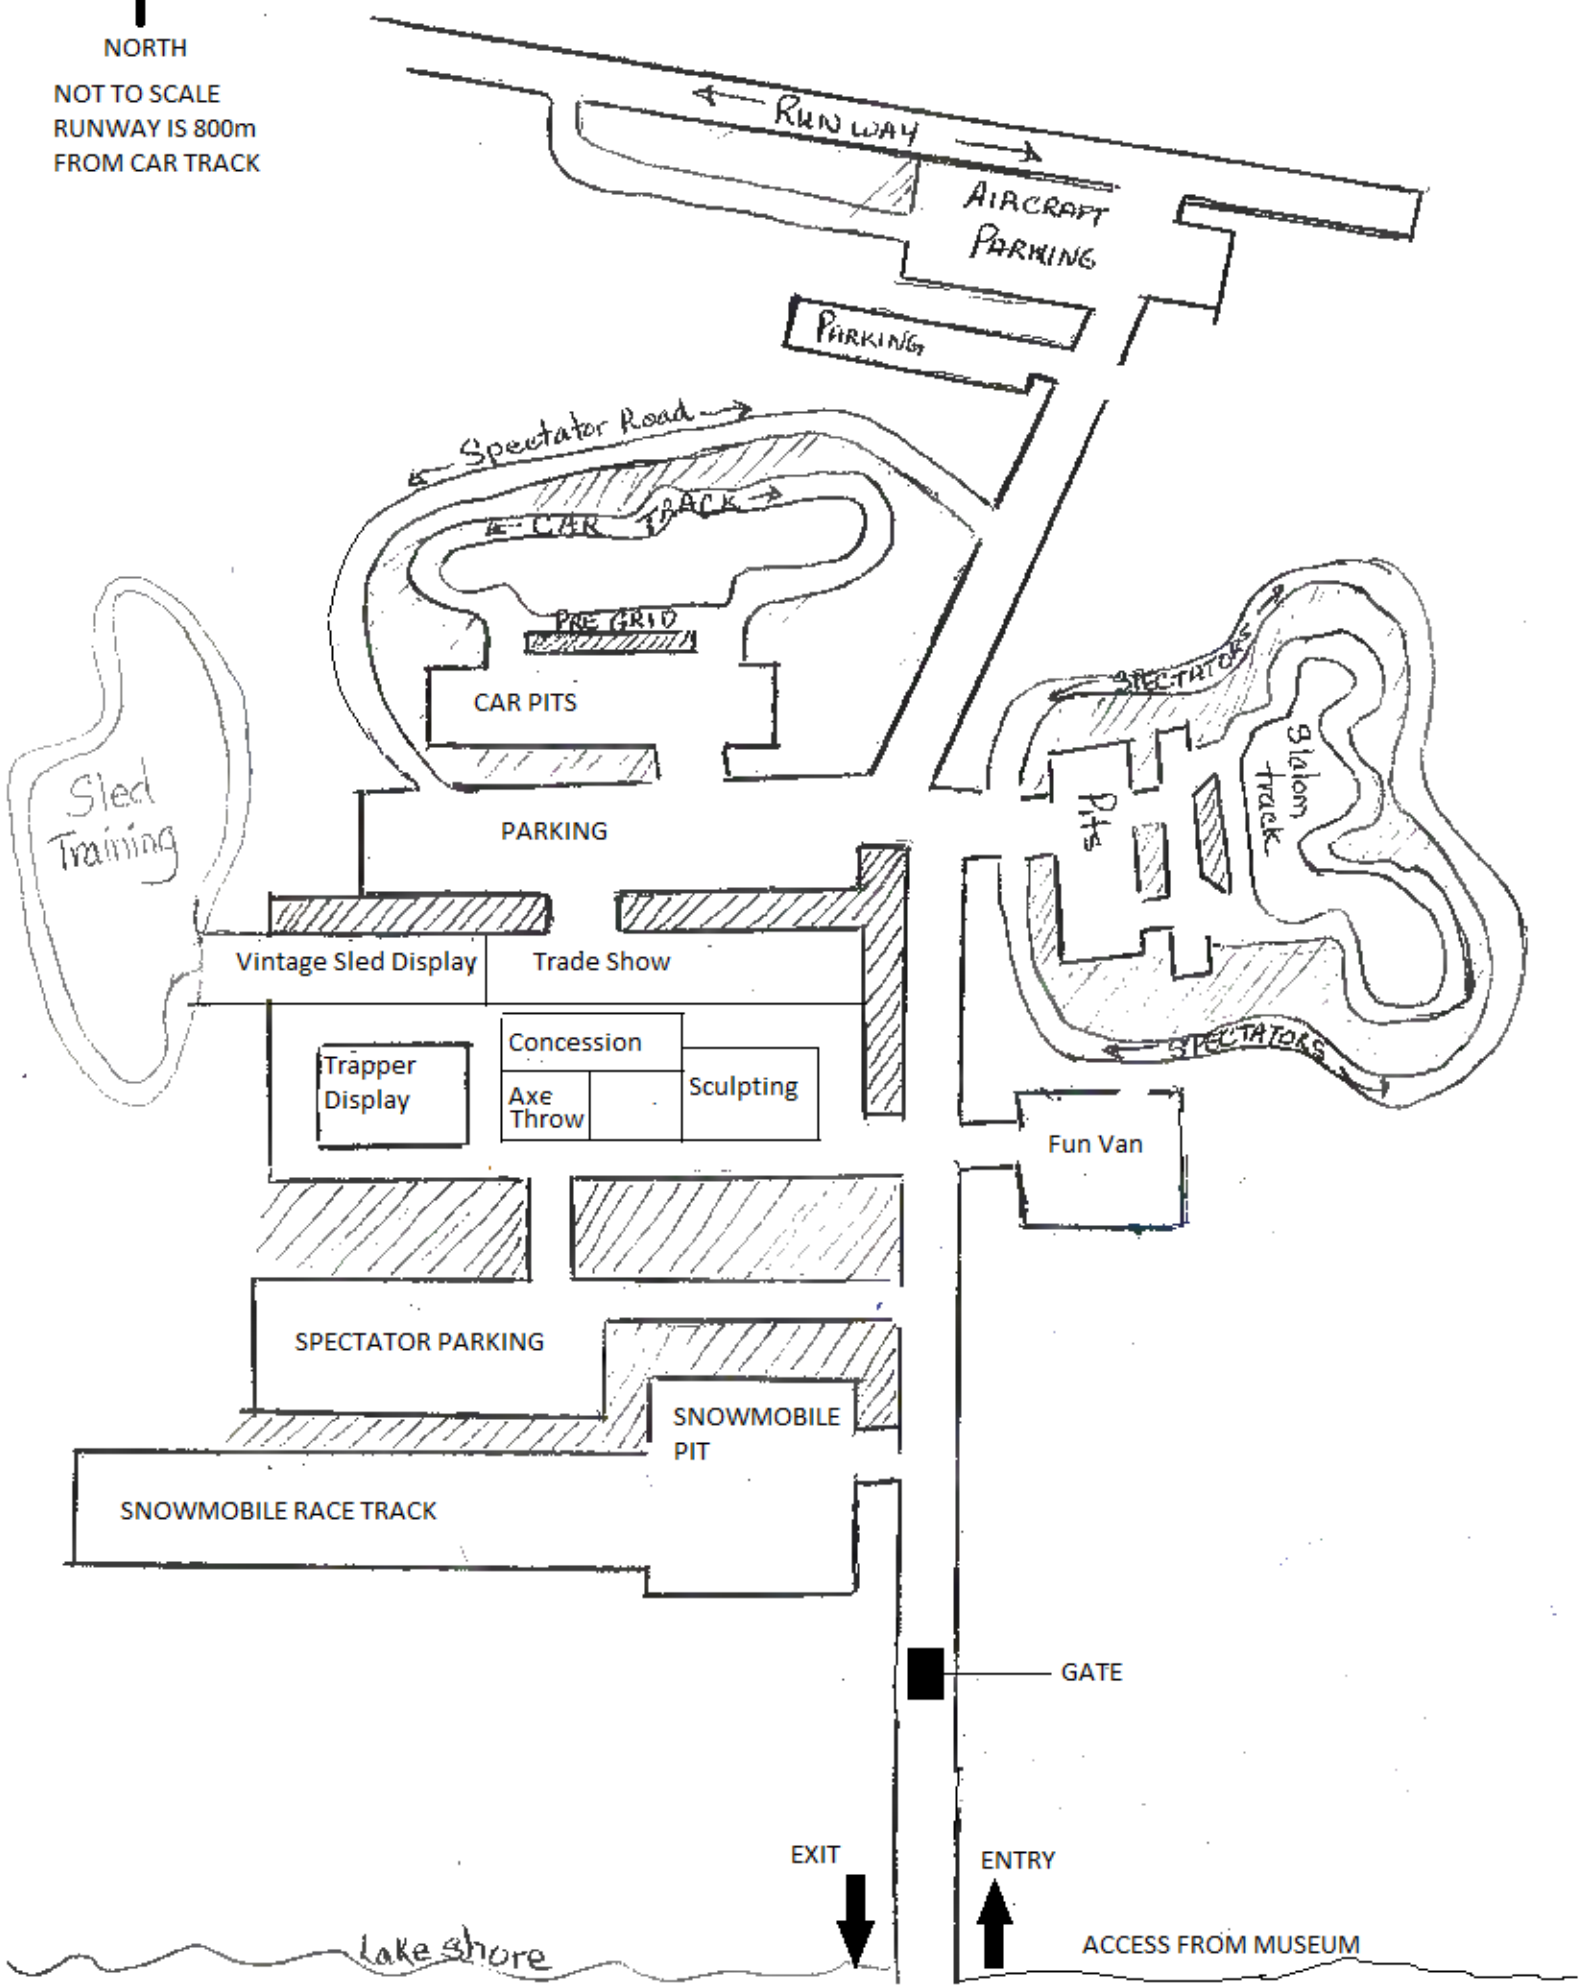 NORTH
NOT TO SCALE
RUNWAY IS 800m
FROM CAR TRACK
RUNWAY
AIRCRAFT
PARKING
PARKING
Spectator Road
CAR TRACK
PRE GRID
CAR PITS
SPECTATORS
Slalom
track
Pits
Sled
Training
PARKING
Vintage Sled Display
Trade Show
SPECTATORS
Concession
Trapper
Display
Axe
Throw
Sculpting
Fun Van
SPECTATOR PARKING
SNOWMOBILE
PIT
SNOWMOBILE RACE TRACK
GATE
EXIT
ENTRY
Lake shore
ACCESS FROM MUSEUM